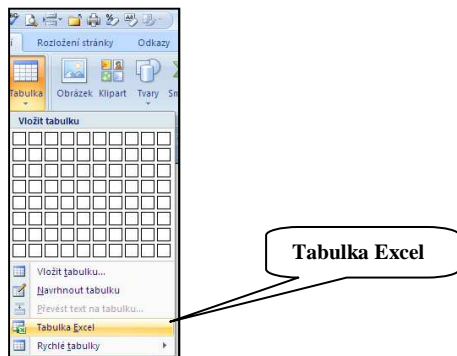 Rozložení stránky Odkazy
Tabulka Obrázek Klipart Tvary
Vložit tabulku
Vložit tabulku...
Navrhnout tabulku
Převést text na tabulku...
Tabulka Excel
Rychlé tabulky
Tabulka Excel